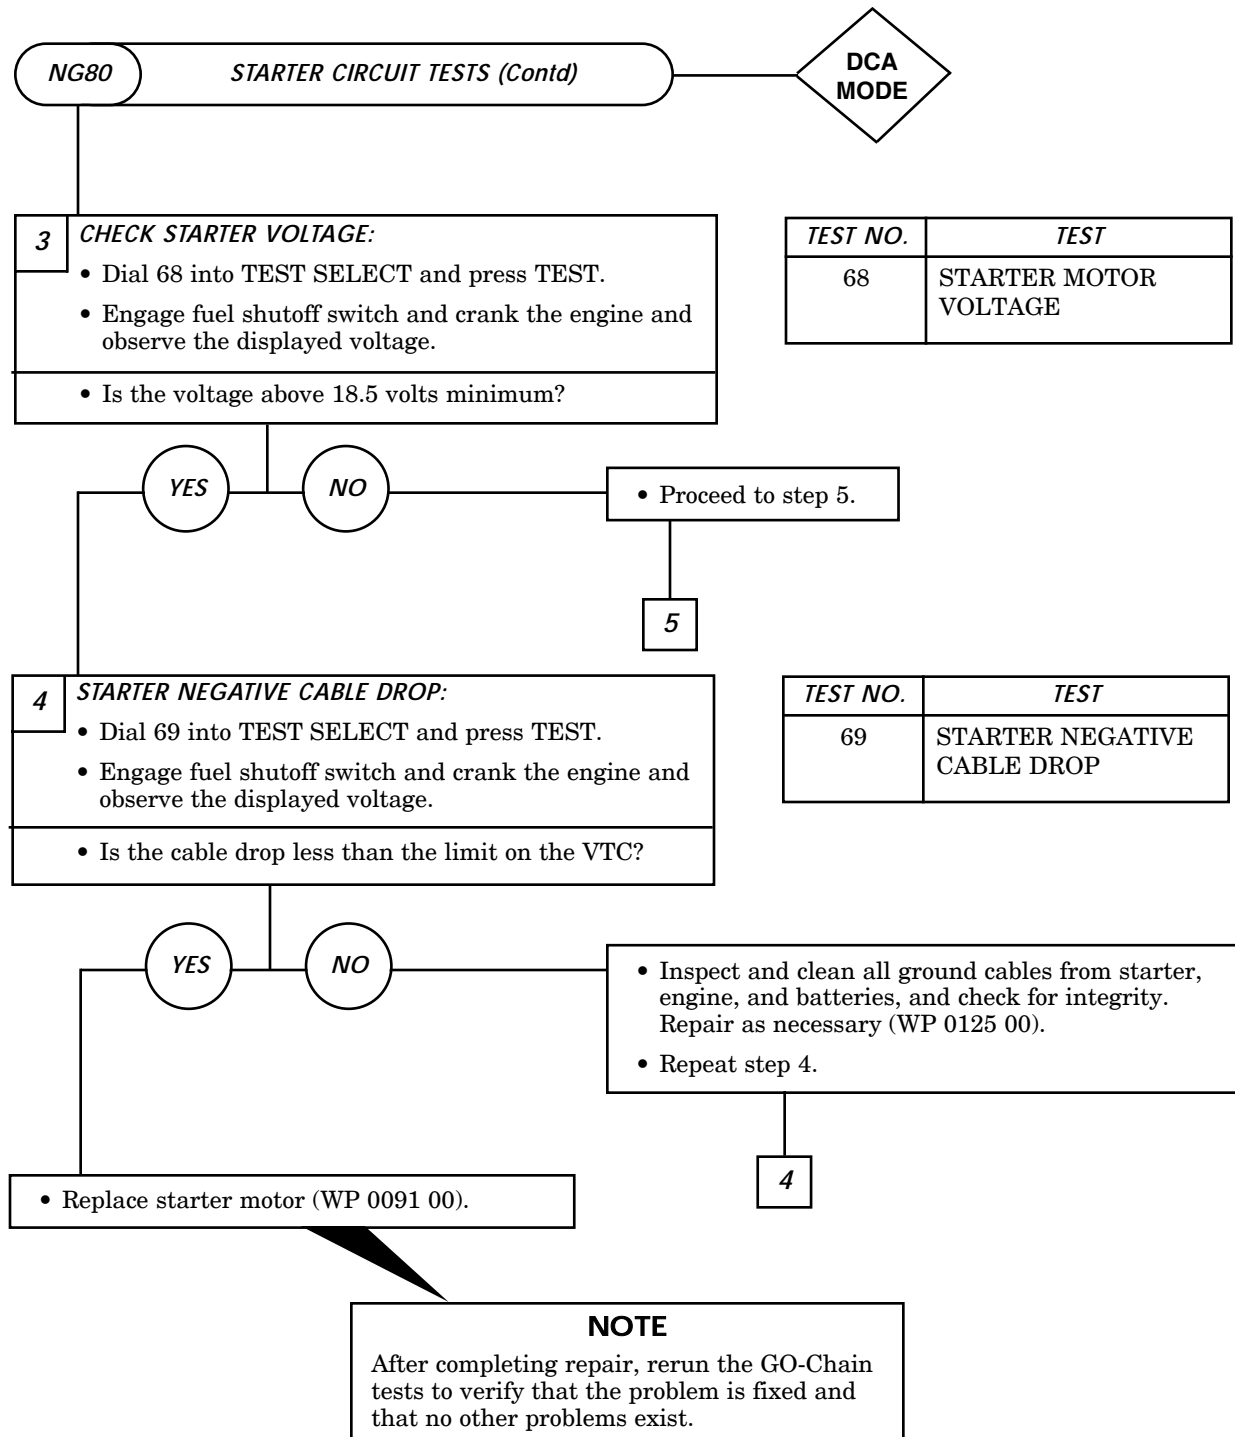 NG80
STARTER CIRCUIT TESTS (Contd)
DCA
MODE
3
CHECK STARTER VOLTAGE:
• Dial 68 into TEST SELECT and press TEST.
• Engage fuel shutoff switch and crank the engine and
observe the displayed voltage.
• Is the voltage above 18.5 volts minimum?
TEST NO.
TEST
68
STARTER MOTOR
VOLTAGE
YES
NO
• Proceed to step 5.
5
4
STARTER NEGATIVE CABLE DROP:
• Dial 69 into TEST SELECT and press TEST.
• Engage fuel shutoff switch and crank the engine and
observe the displayed voltage.
• Is the cable drop less than the limit on the VTC?
TEST NO.
TEST
69
STARTER NEGATIVE
CABLE DROP
YES
NO
• Inspect and clean all ground cables from starter,
engine, and batteries, and check for integrity.
Repair as necessary (WP 0125 00).
• Repeat step 4.
4
• Replace starter motor (WP 0091 00).
NOTE
After completing repair, rerun the GO-Chain
tests to verify that the problem is fixed and
that no other problems exist.